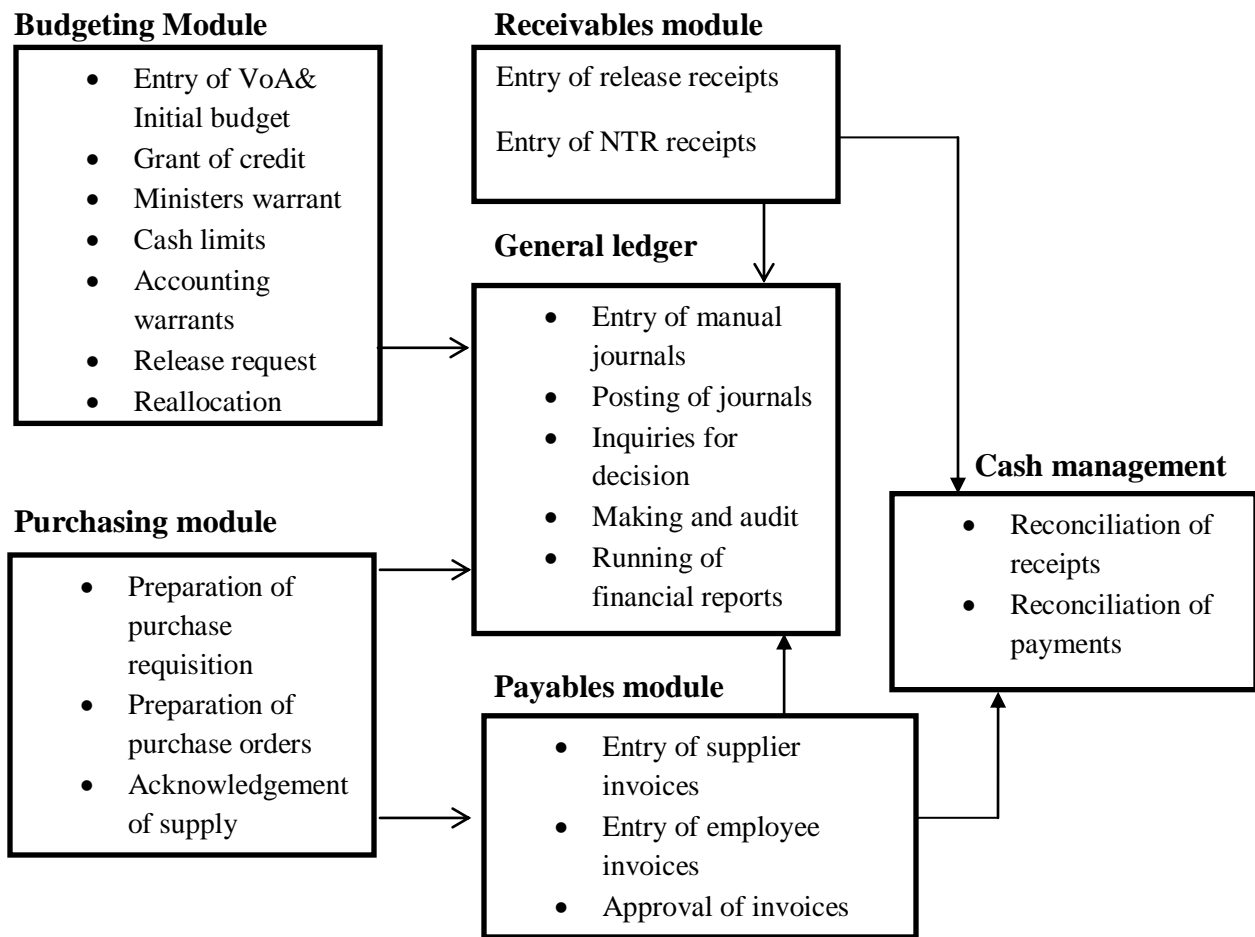 Budgeting Module
• Entry of VoA&
Initial budget
• Grant of credit
• Ministers warrant
• Cash limits
• Accounting
warrants
• Release request
• Reallocation
Receivables module
Entry of release receipts
Entry of NTR receipts
General ledger
• Entry of manual
journals
• Posting of journals
• Inquiries for
decision
• Making and audit
• Running of
financial reports
Cash management
• Reconciliation of
receipts
• Reconciliation of
payments
Purchasing module
• Preparation of
purchase
requisition
• Preparation of
purchase orders
• Acknowledgement
of supply
Payables module
• Entry of supplier
invoices
• Entry of employee
invoices
• Approval of invoices